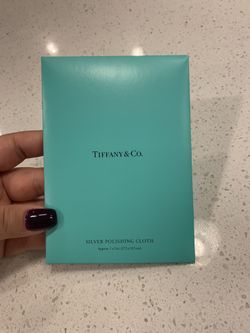 TIFFANY & CO.
SILVER POLISHING CLOTH